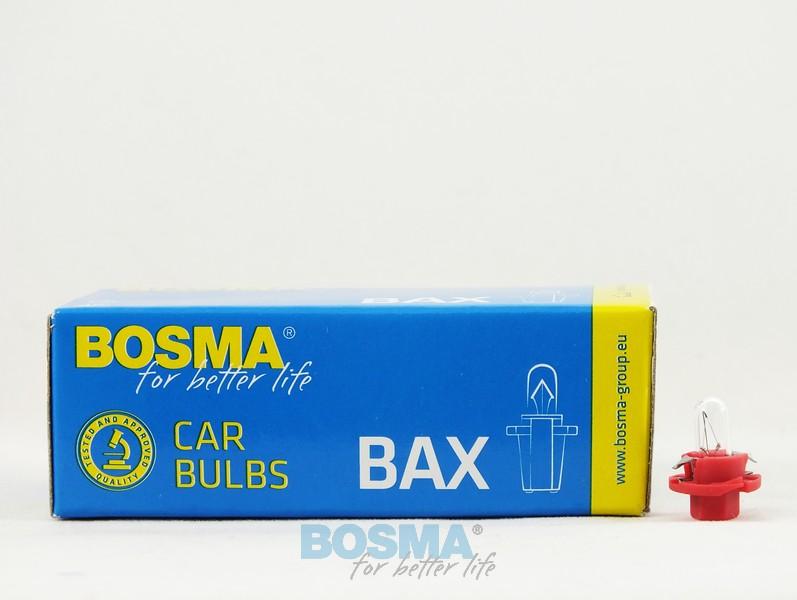 BAX
BOSMA®
for better life
TESTED AND APPROVED
QUALITY
CAR
BULBS
BAX
www.bosma-group.eu
BOSMA®
for better life